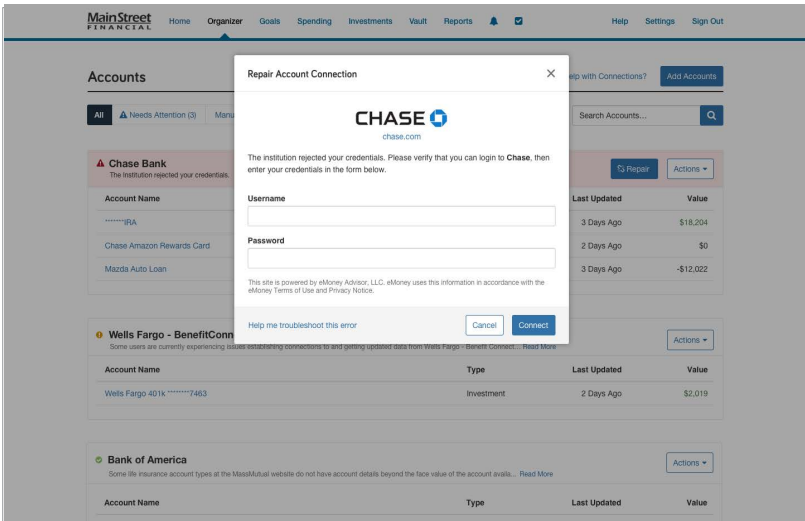 MainStreet
FINANCIAL
Home Organizer Goals Spending Investments Vault Reports Help Settings Sign Out
Accounts
elp with Connections? Add Accounts
All Needs Attention (3) Manu
Search Accounts...
Repair Account Connection
CHASE
chase.com
The institution rejected your credentials. Please verify that you can login to Chase, then
enter your credentials in the form below.
Username
Password
This site is powered by eMoney Advisor, LLC. eMoney uses this information in accordance with the
eMoney Terms of Use and Privacy Notice.
Help me troubleshoot this error Cancel Connect
Chase Bank
The Institution rejected your credentials.
Repair Actions
Account Name Last Updated Value
*******IRA 3 Days Ago $18,204
Chase Amazon Rewards Card 2 Days Ago $0
Mazda Auto Loan 3 Days Ago -$12,022
Wells Fargo - BenefitConn
Some users are currently experiencing issues establishing connections to and getting updated data from Wells Fargo - Benefit Connect... Read More
Actions
Account Name Type Last Updated Value
Wells Fargo 401k ********7463 Investment 2 Days Ago $2,019
Bank of America
Some life insurance account types at the MassMutual website do not have account details beyond the face value of the account availa... Read More
Actions
Account Name Type Last Updated Value